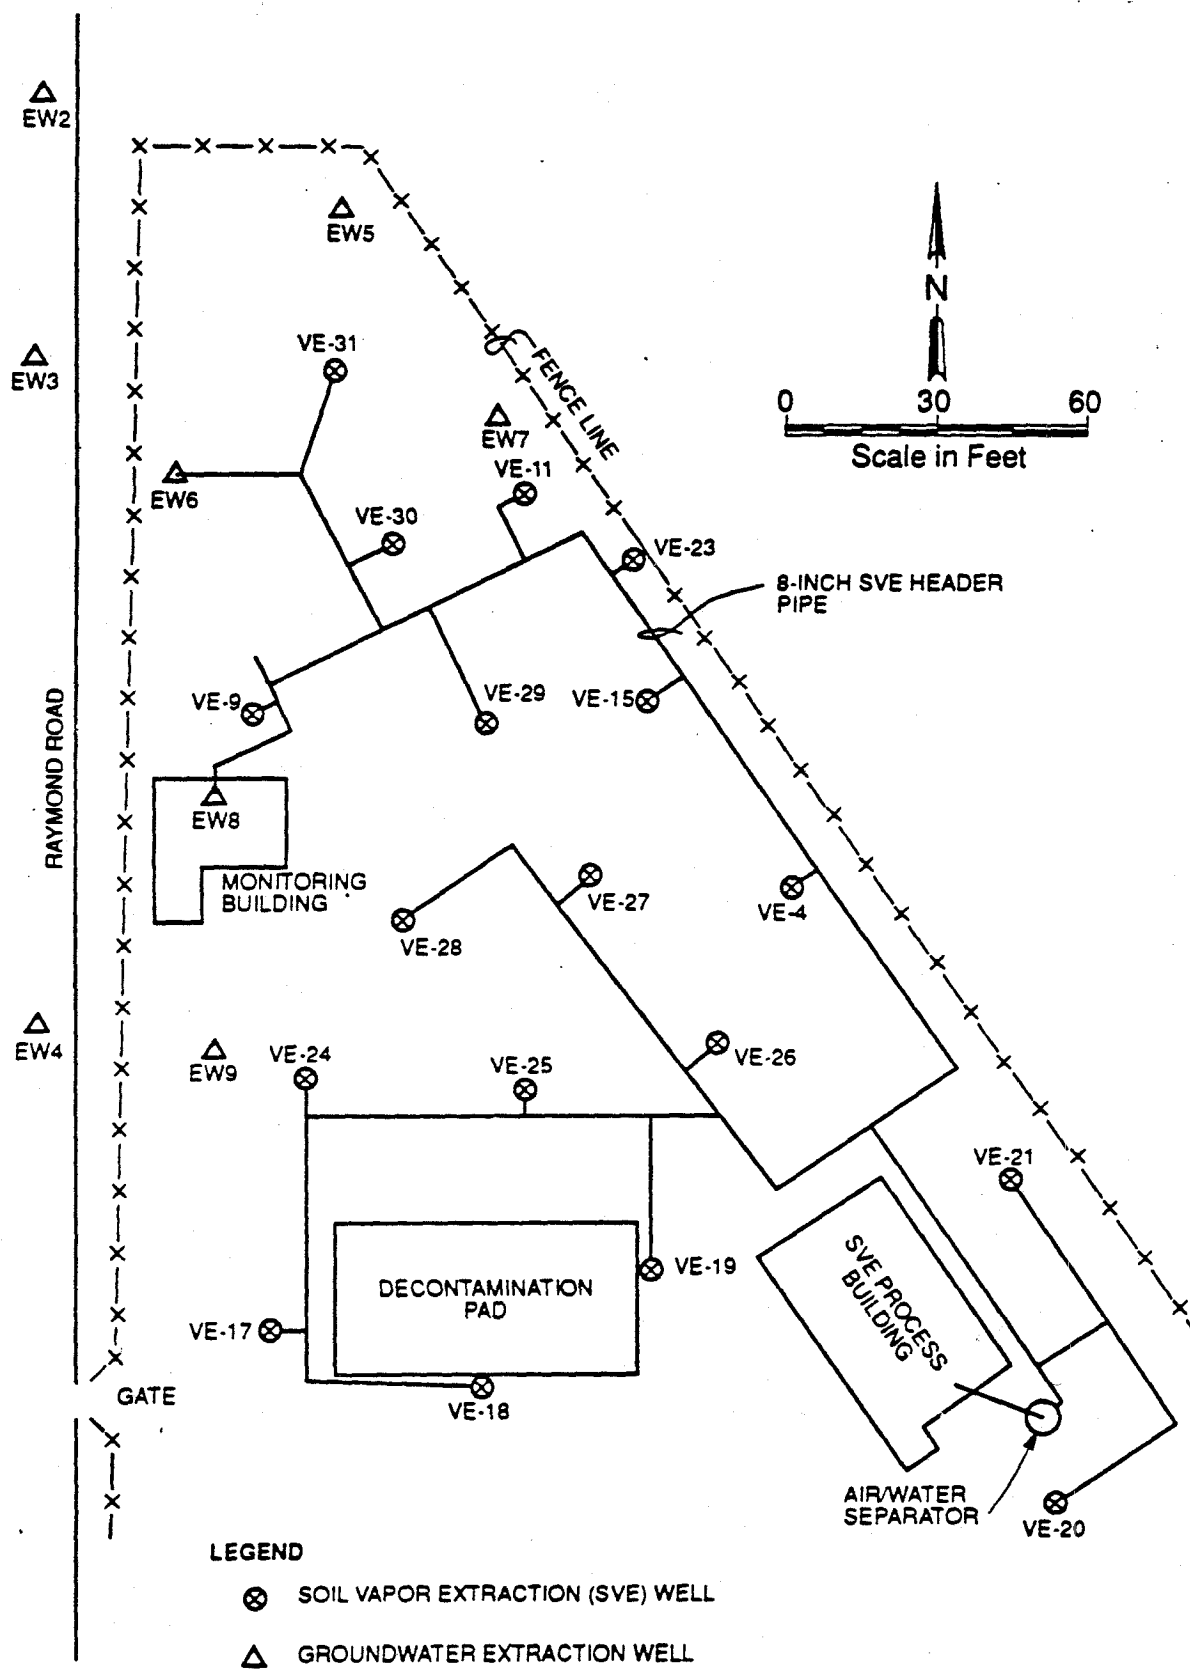 EW2
EW5
N
VE-31
EW3
FENCE LINE
0 30 60
Scale in Feet
EW7
VE-11
EW6
VE-30
VE-23
8-INCH SVE HEADER
PIPE
VE-9
VE-29
VE-15
RAYMOND ROAD
EW8
MONITORING
BUILDING
VE-27
VE-4
VE-28
EW4
EW9
VE-24
VE-25
VE-26
VE-21
SVE PROCESS
BUILDING
VE-19
DECONTAMINATION
PAD
VE-17
GATE
VE-18
AIR/WATER
SEPARATOR
VE-20
LEGEND
SOIL VAPOR EXTRACTION (SVE) WELL
GROUNDWATER EXTRACTION WELL